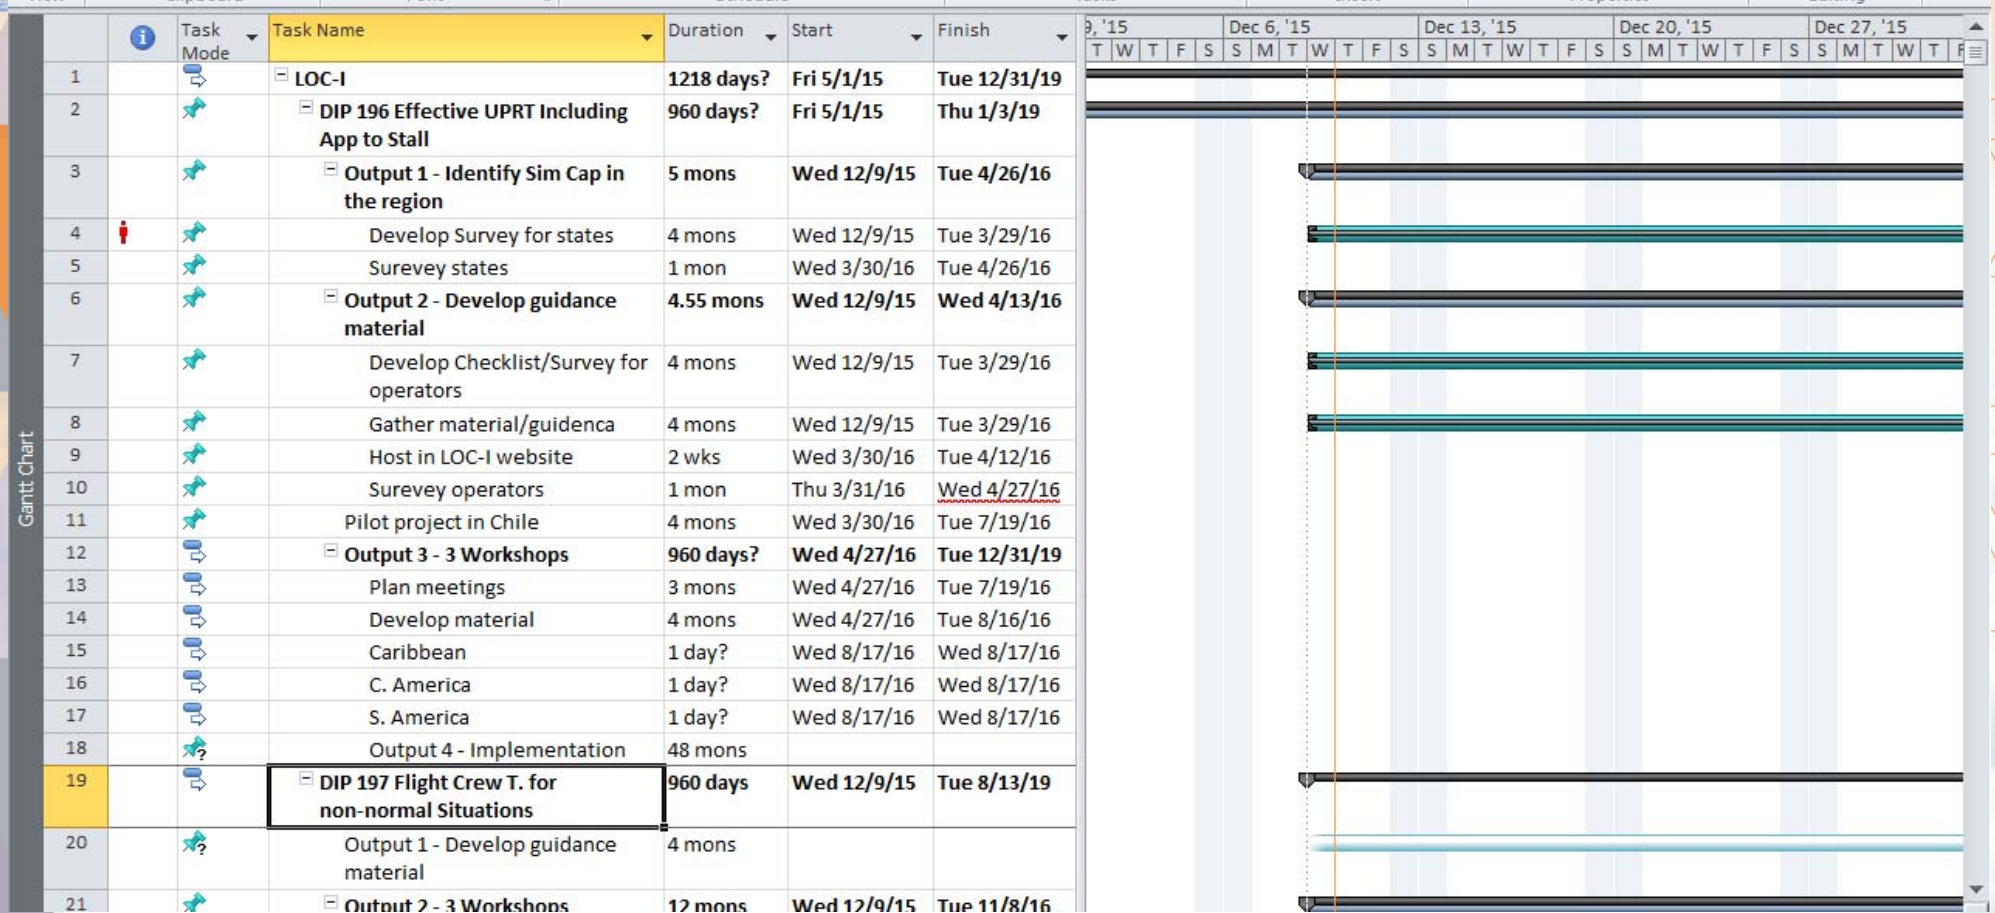 Task Mode Task Name Duration Start Finish
9, '15 Dec 6, '15 Dec 13, '15 Dec 20, '15 Dec 27, '15
T W T F S S M T W T F S S M T W T F S S M T W T F S S M T W T F
1 LOC-I 1218 days? Fri 5/1/15 Tue 12/31/19
2 DIP 196 Effective UPRT Including 960 days? Fri 5/1/15 Thu 1/3/19
App to Stall
3 Output 1 - Identify Sim Cap in 5 mons Wed 12/9/15 Tue 4/26/16
the region
4 Develop Survey for states 4 mons Wed 12/9/15 Tue 3/29/16
5 Surevey states 1 mon Wed 3/30/16 Tue 4/26/16
6 Output 2 - Develop guidance 4.55 mons Wed 12/9/15 Wed 4/13/16
material
7 Develop Checklist/Survey for 4 mons Wed 12/9/15 Tue 3/29/16
operators
8 Gather material/guidenca 4 mons Wed 12/9/15 Tue 3/29/16
9 Host in LOC-I website 2 wks Wed 3/30/16 Tue 4/12/16
10 Surevey operators 1 mon Thu 3/31/16 Wed 4/27/16
11 Pilot project in Chile 4 mons Wed 3/30/16 Tue 7/19/16
12 Output 3 - 3 Workshops 960 days? Wed 4/27/16 Tue 12/31/19
13 Plan meetings 3 mons Wed 4/27/16 Tue 7/19/16
14 Develop material 4 mons Wed 4/27/16 Tue 8/16/16
15 Caribbean 1 day? Wed 8/17/16 Wed 8/17/16
16 C. America 1 day? Wed 8/17/16 Wed 8/17/16
17 S. America 1 day? Wed 8/17/16 Wed 8/17/16
18 Output 4 - Implementation 48 mons
19 DIP 197 Flight Crew T. for 960 days Wed 12/9/15 Tue 8/13/19
non-normal Situations
20 Output 1 - Develop guidance 4 mons
material
21 Output 2 - 3 Workshops 12 mons Wed 12/9/15 Tue 11/8/16
Gantt Chart